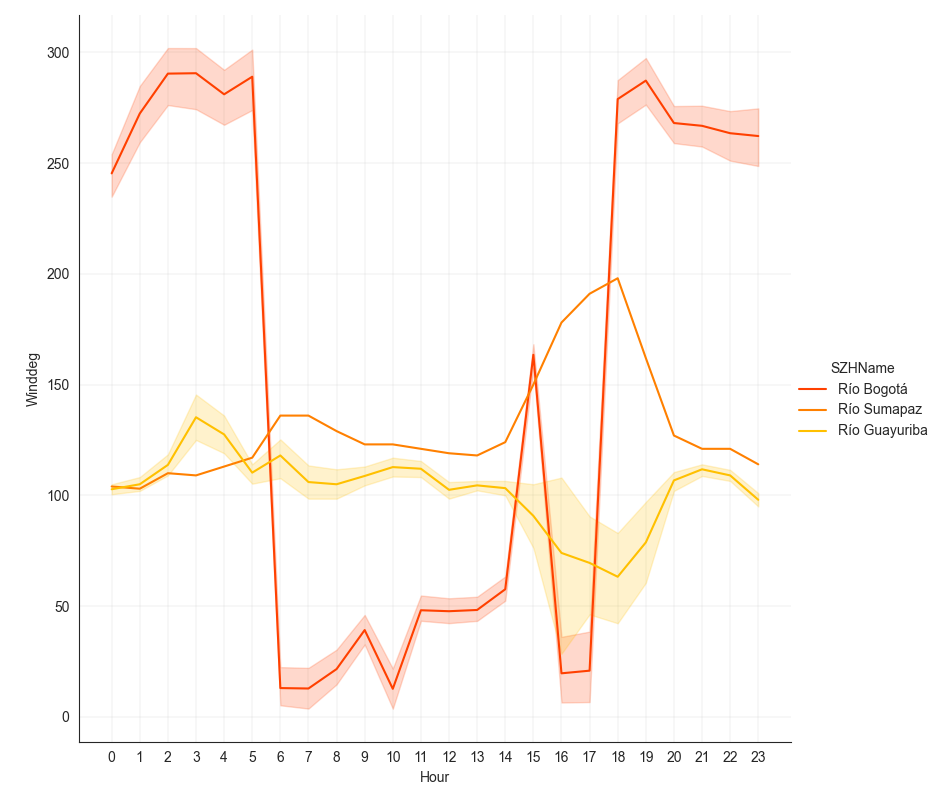 300
250
200
150
100
50
0
Winddeg
0 1 2 3 4 5 6 7 8 9 10 11 12 13 14 15 16 17 18 19 20 21 22 23
Hour
SZHName
Río Bogotá
Río Sumapaz
Río Guayuriba